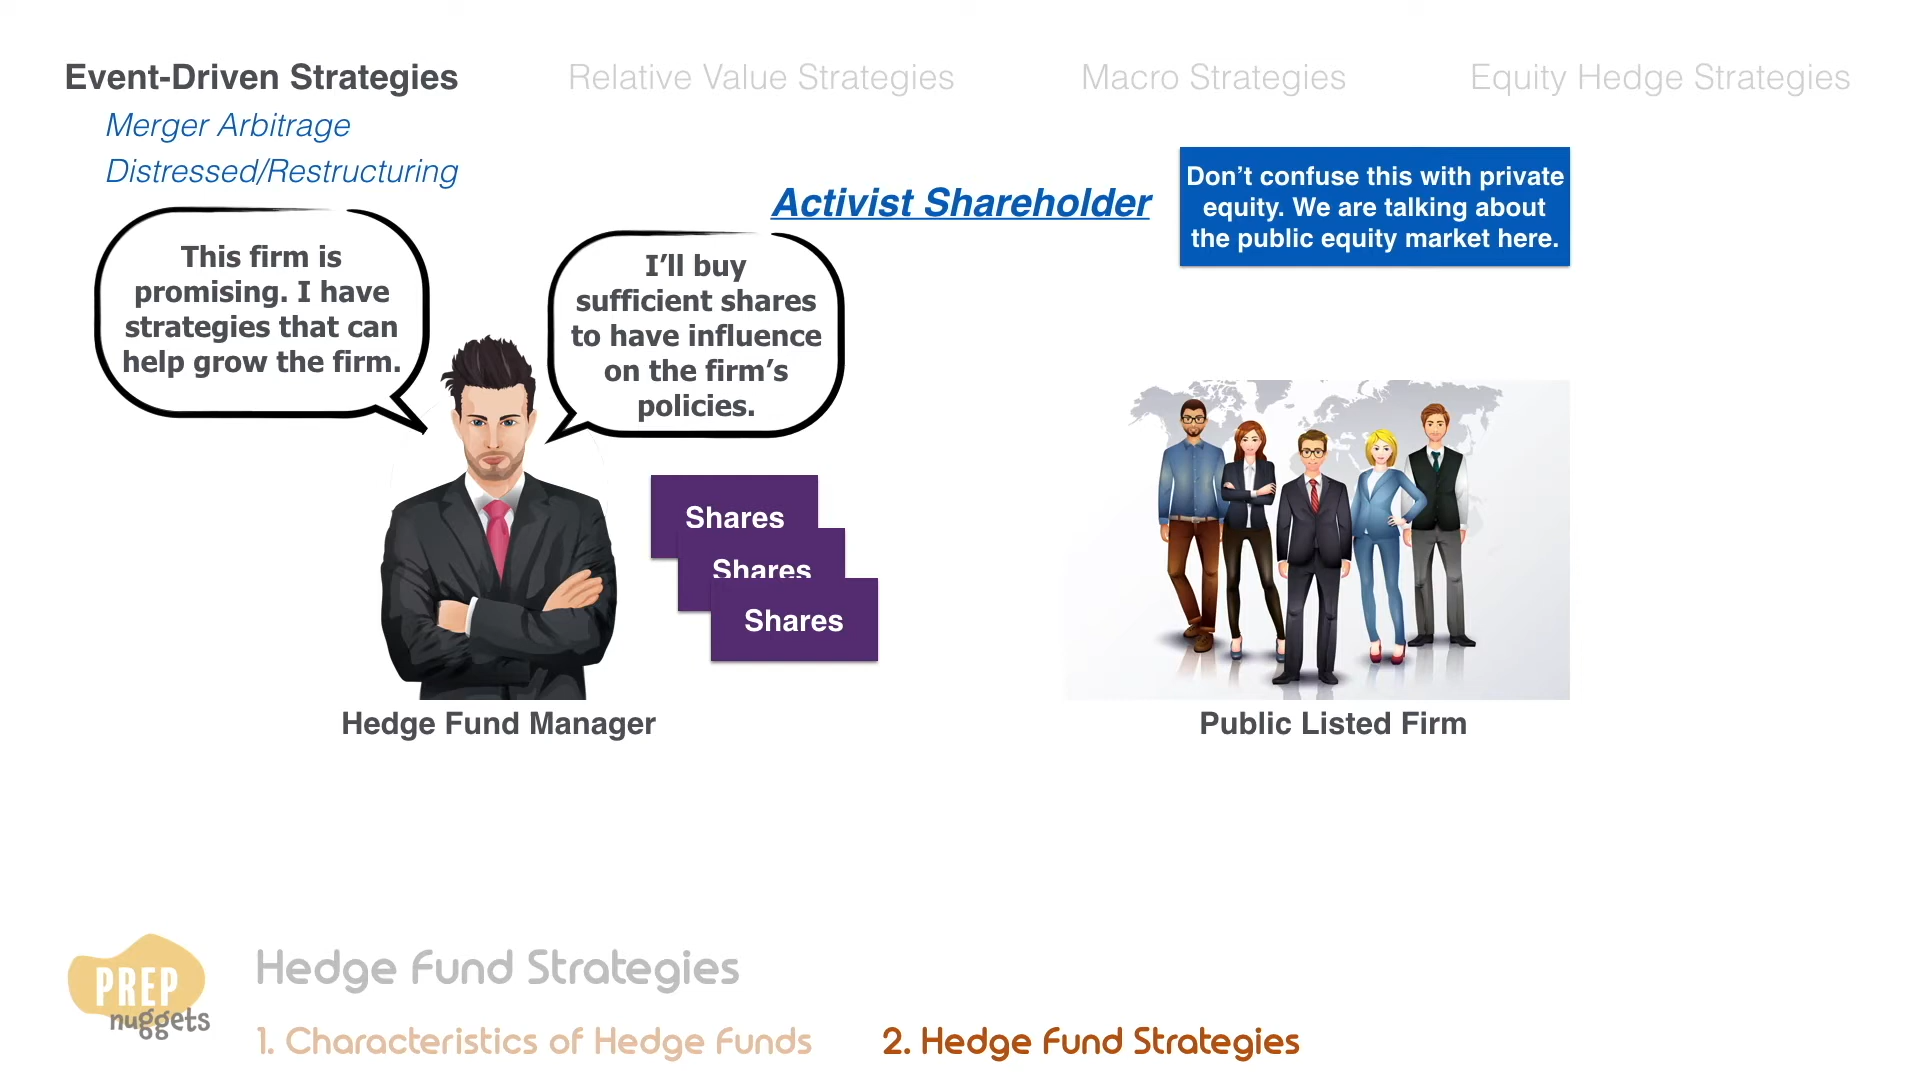 Event-Driven Strategies
Relative Value Strategies
Macro Strategies
Equity Hedge Strategies
Merger Arbitrage
Distressed/Restructuring
Activist Shareholder
Don’t confuse this with private
equity. We are talking about
the public equity market here.
This firm is
promising. I have
strategies that can
help grow the firm.
I’ll buy
sufficient shares
to have influence
on the firm’s
policies.
Shares
Shares
Shares
Hedge Fund Manager
Public Listed Firm
PREP
nuggets
Hedge Fund Strategies
1. Characteristics of Hedge Funds
2. Hedge Fund Strategies